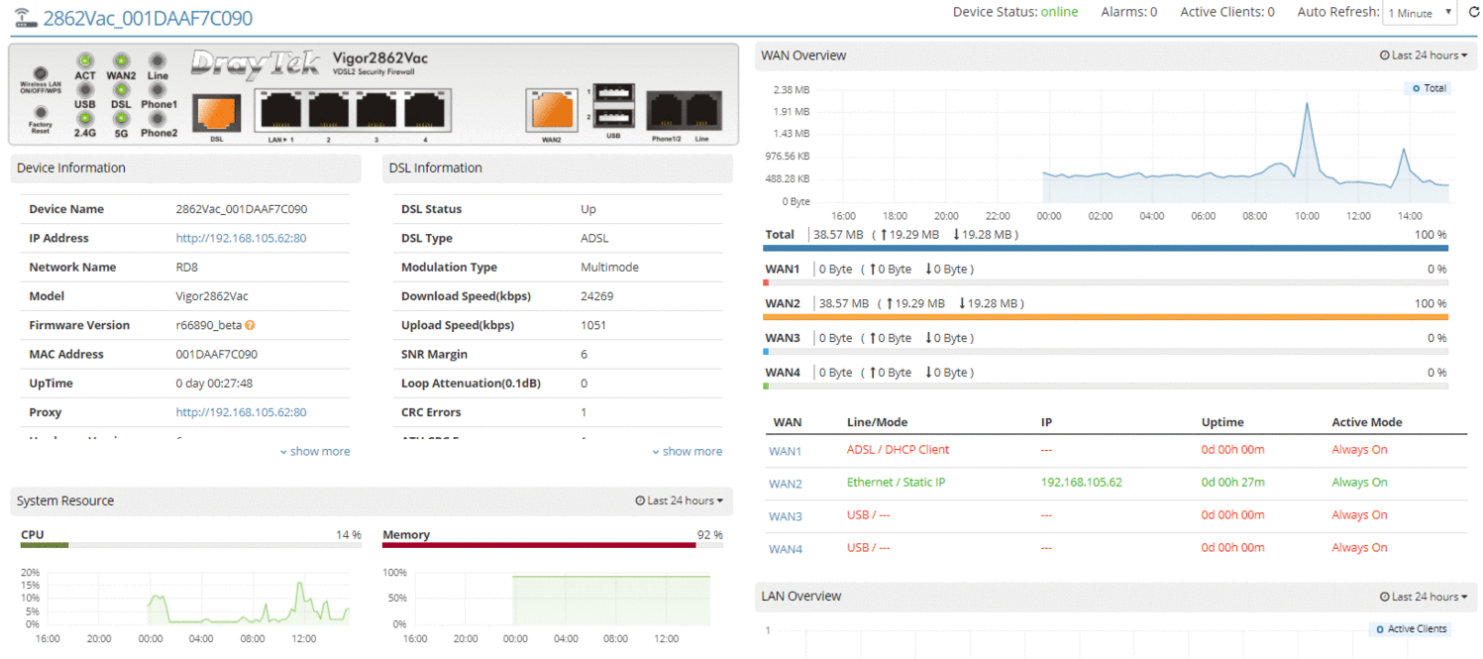 2862Vac_001DAAF7C090
Device Status: online Alarms: 0 Active Clients: 0 Auto Refresh: 1 Minute
Wireless LAN
ON/OFF/WPS
Factory
Reset
ACT WAN2 Line
USB DSL Phone1
2.4G 5G Phone2
DrayTek
Vigor2862Vac
VDSL2 Security Firewall
DSL LAN 1 2 3 4 WAN2 1 2 USB Phone1/2 Line
Device Information
Device Name 2862Vac_001DAAF7C090
IP Address http://192.168.105.62:80
Network Name RD8
Model Vigor2862Vac
Firmware Version r66890_beta ?
MAC Address 001DAAF7C090
UpTime 0 day 00:27:48
Proxy http://192.168.105.62:80
show more
DSL Information
DSL Status Up
DSL Type ADSL
Modulation Type Multimode
Download Speed(kbps) 24269
Upload Speed(kbps) 1051
SNR Margin 6
Loop Attenuation(0.1dB) 0
CRC Errors 1
show more
System Resource Last 24 hours
CPU 14 %
20%
15%
10%
5%
0%
16:00 20:00 00:00 04:00 08:00 12:00
Memory 92 %
100%
50%
0%
16:00 20:00 00:00 04:00 08:00 12:00
WAN Overview Last 24 hours
Total
2.38 MB
1.91 MB
1.43 MB
976.56 KB
488.28 KB
0 Byte
16:00 18:00 20:00 22:00 00:00 02:00 04:00 06:00 08:00 10:00 12:00 14:00
Total 38.57 MB ( ↑19.29 MB ↓19.28 MB ) 100 %
WAN1 0 Byte ( ↑0 Byte ↓0 Byte ) 0 %
WAN2 38.57 MB ( ↑19.29 MB ↓19.28 MB ) 100 %
WAN3 0 Byte ( ↑0 Byte ↓0 Byte ) 0 %
WAN4 0 Byte ( ↑0 Byte ↓0 Byte ) 0 %
WAN Line/Mode IP Uptime Active Mode
WAN1 ADSL / DHCP Client --- 0d 00h 00m Always On
WAN2 Ethernet / Static IP 192.168.105.62 0d 00h 27m Always On
WAN3 USB / --- --- 0d 00h 00m Always On
WAN4 USB / --- --- 0d 00h 00m Always On
LAN Overview Last 24 hours
1
Active Clients